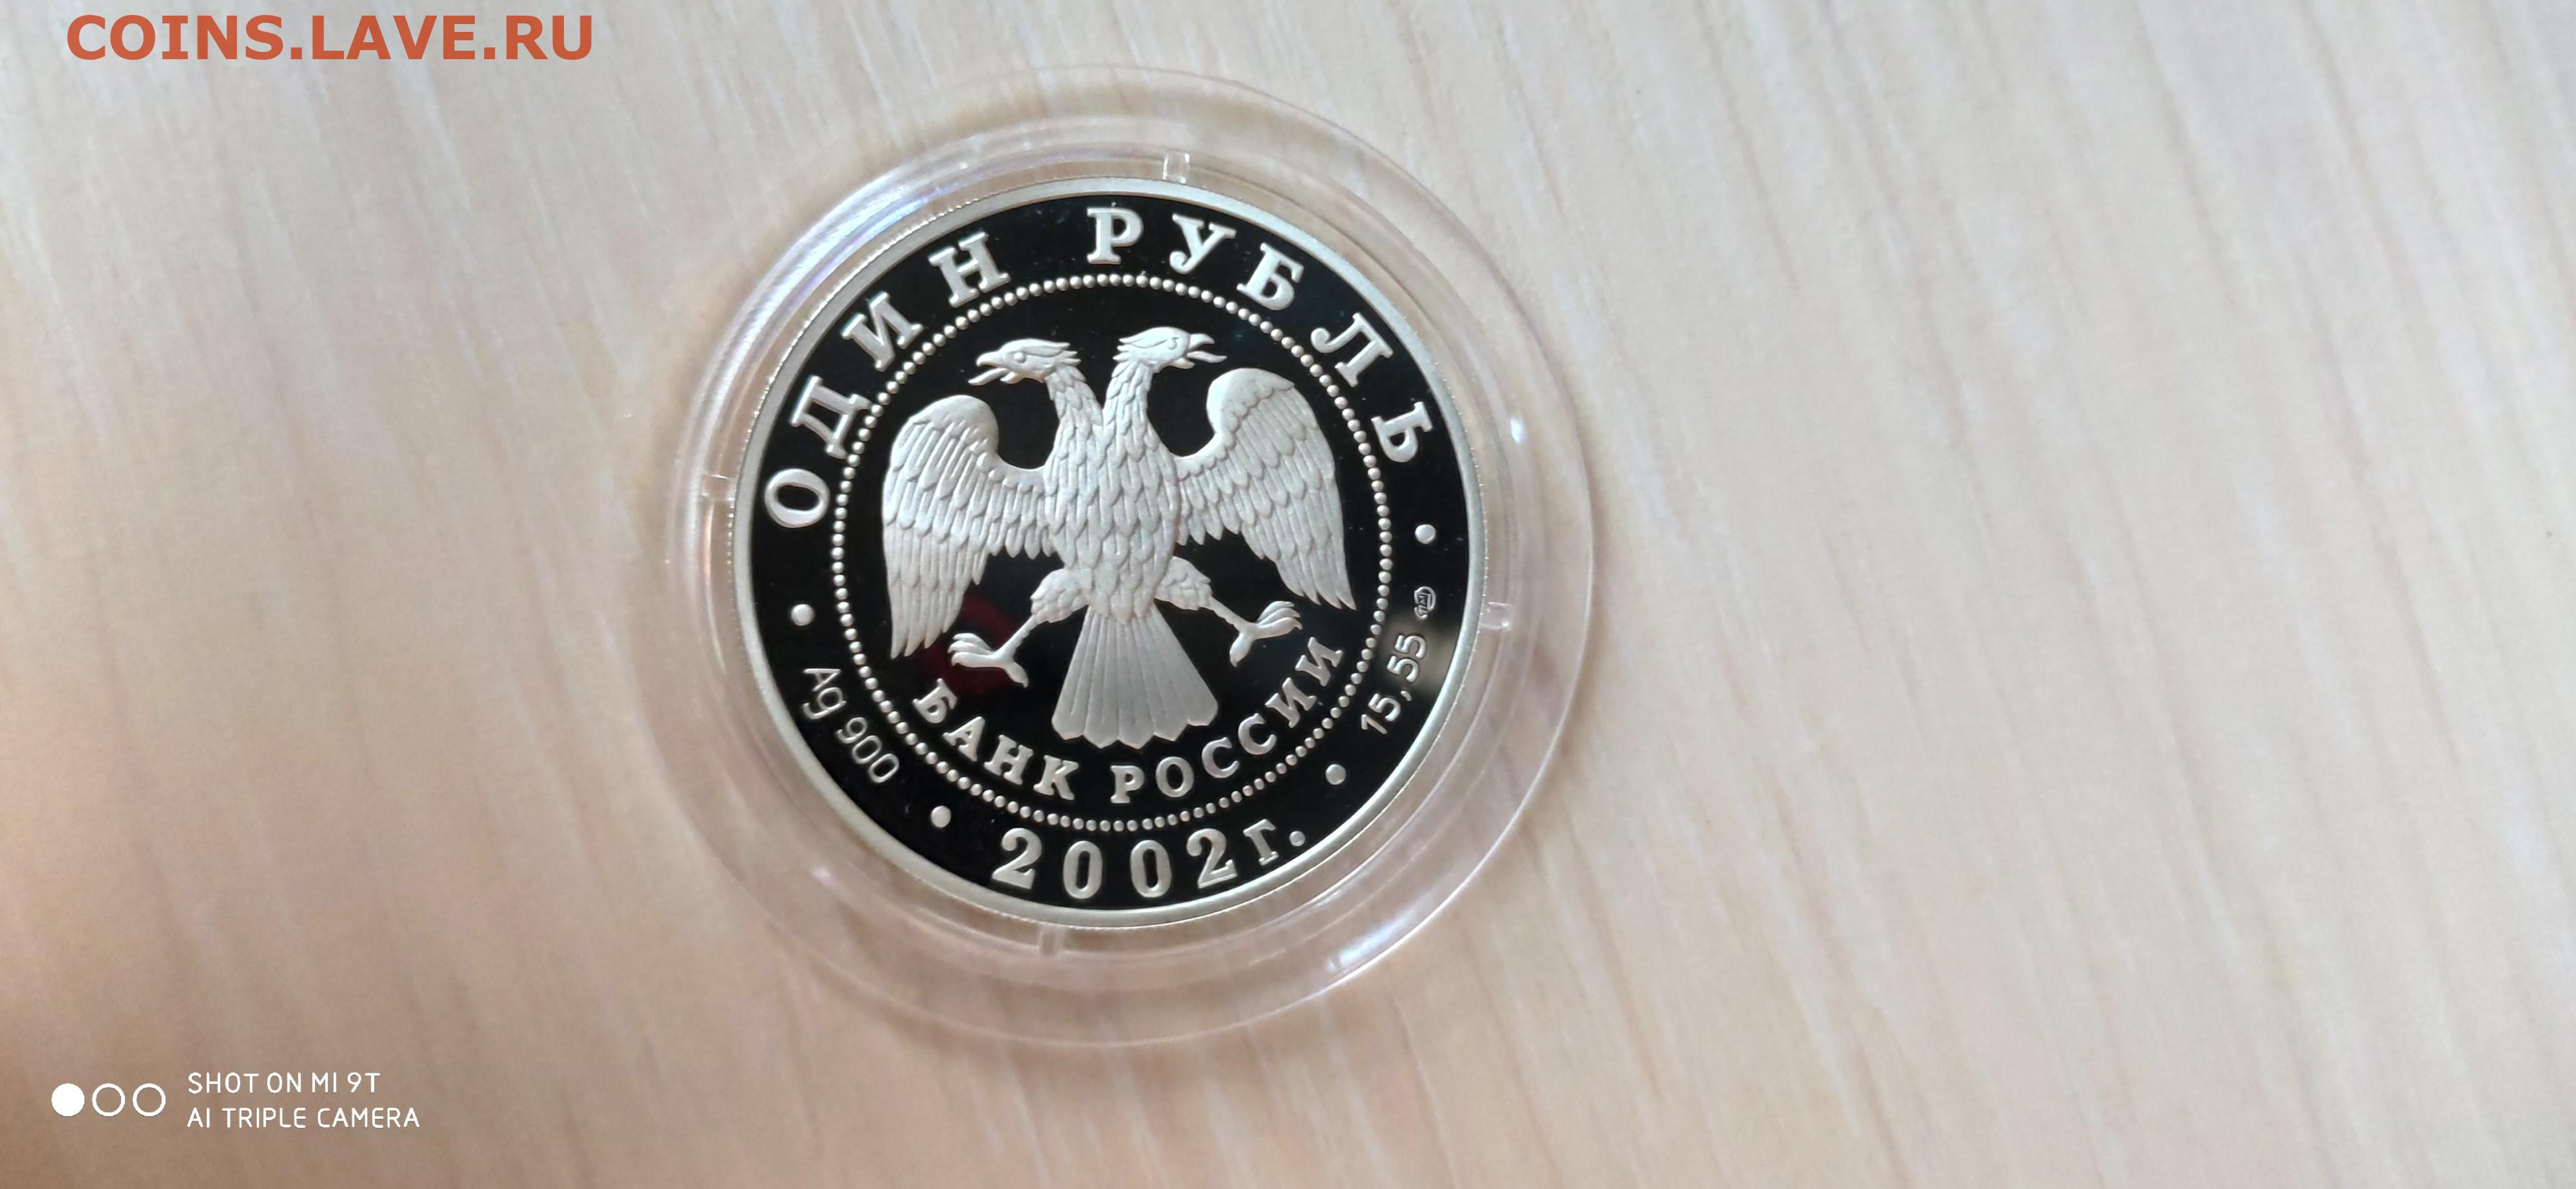 COINS.LAVE.RU
ОДИН РУБЛЬ
БАНК РОССИИ
Ag 900
• 2002г. •
15,55
SHOT ON MI 9T
AI TRIPLE CAMERA